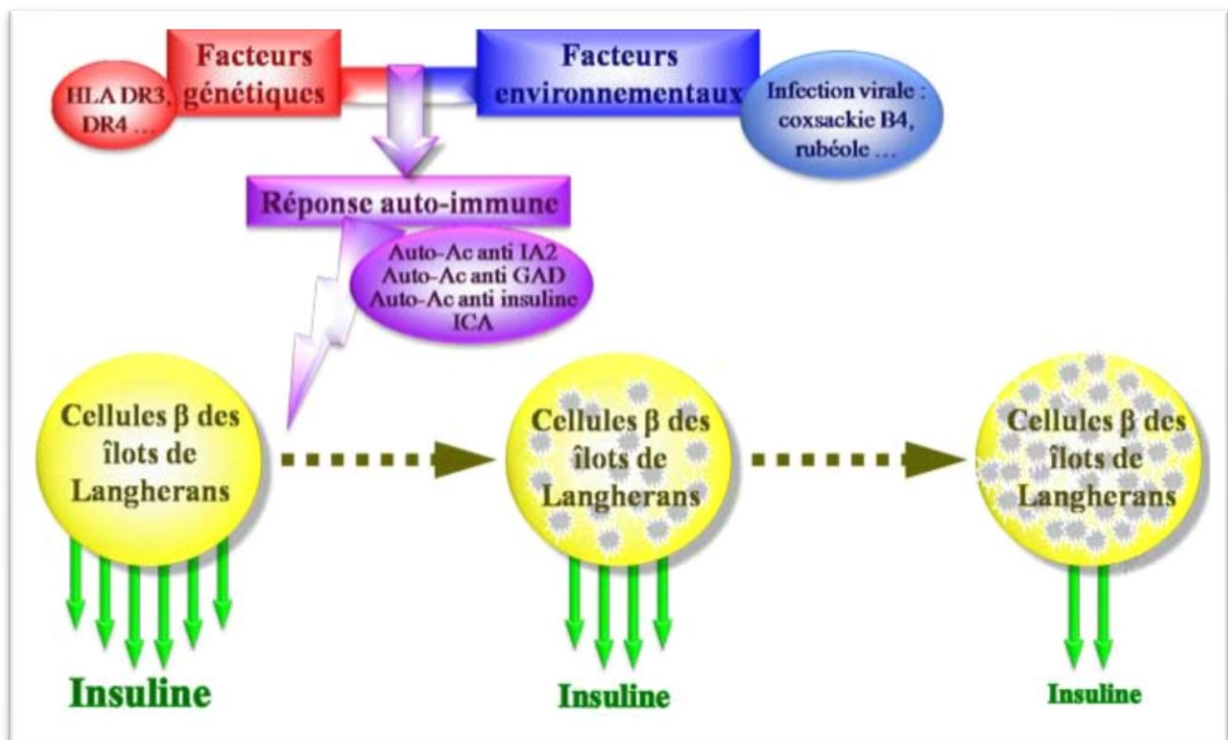 Facteurs
génétiques
Facteurs
environnementaux
HLA DR3,
DR4 ...
Infection virale :
coxsackie B4,
rubéole ...
Réponse auto-immune
Auto-Ac anti IA2
Auto-Ac anti GAD
Auto-Ac anti insuline
ICA
Cellules β des
îlots de
Langherans
Cellules β des
îlots de
Langherans
Cellules β des
îlots de
Langherans
Insuline
Insuline
Insuline